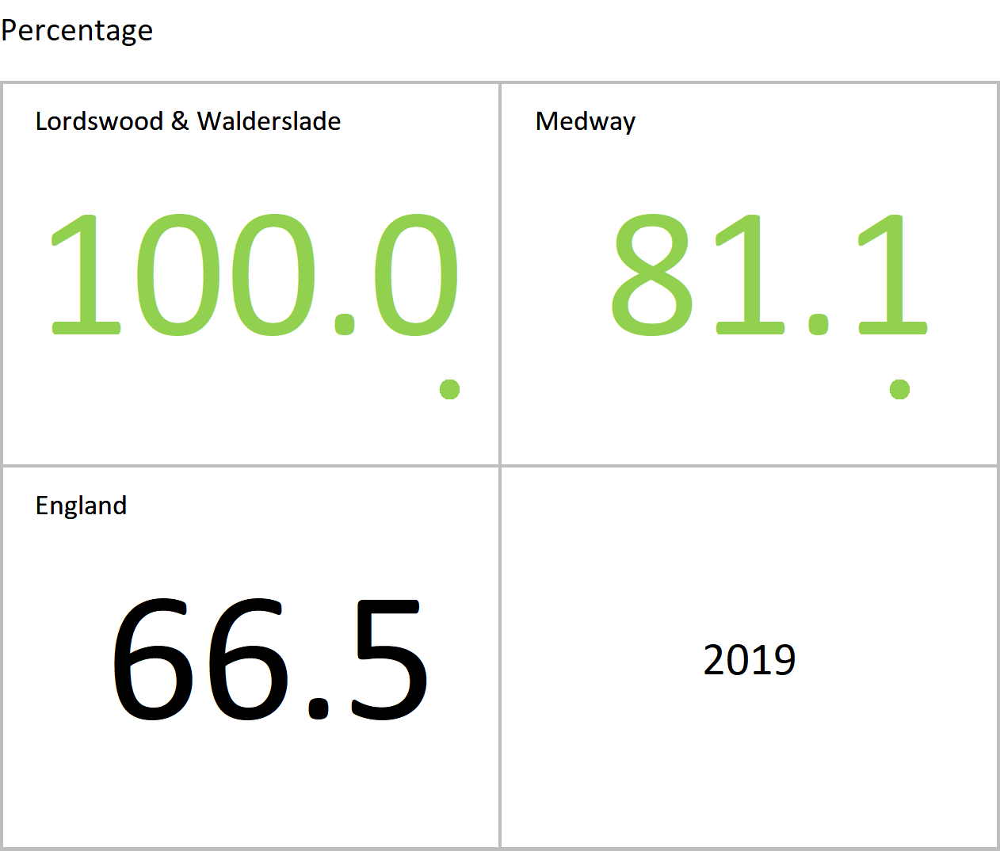 Percentage
Lordswood & Walderslade
100.0
Medway
81.1
England
66.5
2019